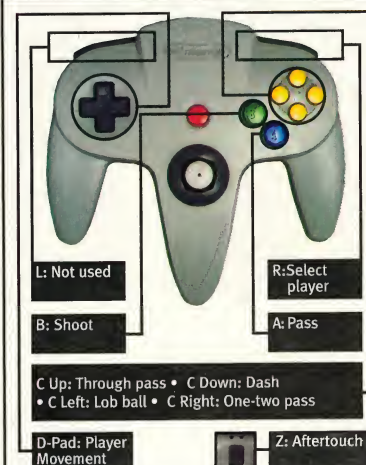 B
A
L: Not used
R:Select
player
B: Shoot
A: Pass
C Up: Through pass • C Down: Dash
• C Left: Lob ball • C Right: One-two pass
D-Pad: Player
Movement
Z: Aftertouch